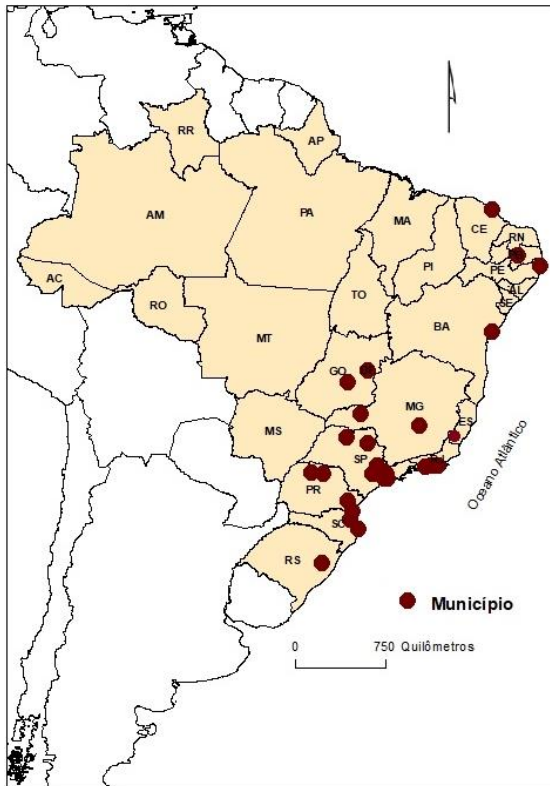 RR
AP
AM
PA
MA
CE
RN
PI
PE
AC
TO
AL
SE
RO
BA
MT
GO
MG
ES
MS
SP
PR
SC
RS
Oceano Atlântico
Município
0 750 Quilômetros